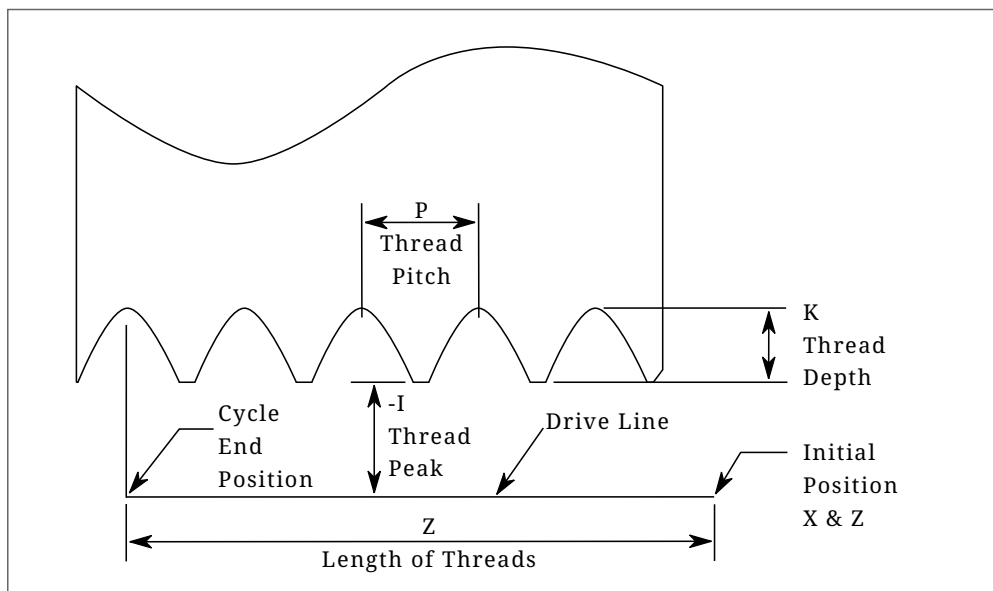 P
Thread
Pitch
K
Thread
Depth
-I
Thread
Peak
Cycle
End
Position
Drive Line
Initial
Position
X & Z
Z
Length of Threads